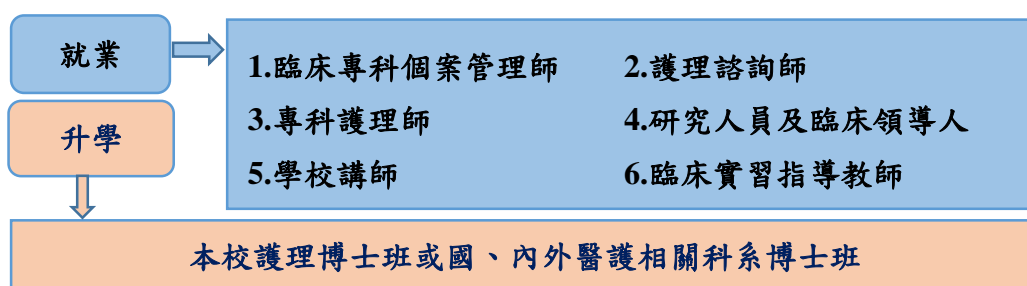 就業
1.臨床專科個案管理師 2.護理諮詢師
3.專科護理師 4.研究人員及臨床領導人
5.學校講師 6.臨床實習指導教師
升學
本校護理博士班或國、內外醫護相關科系博士班